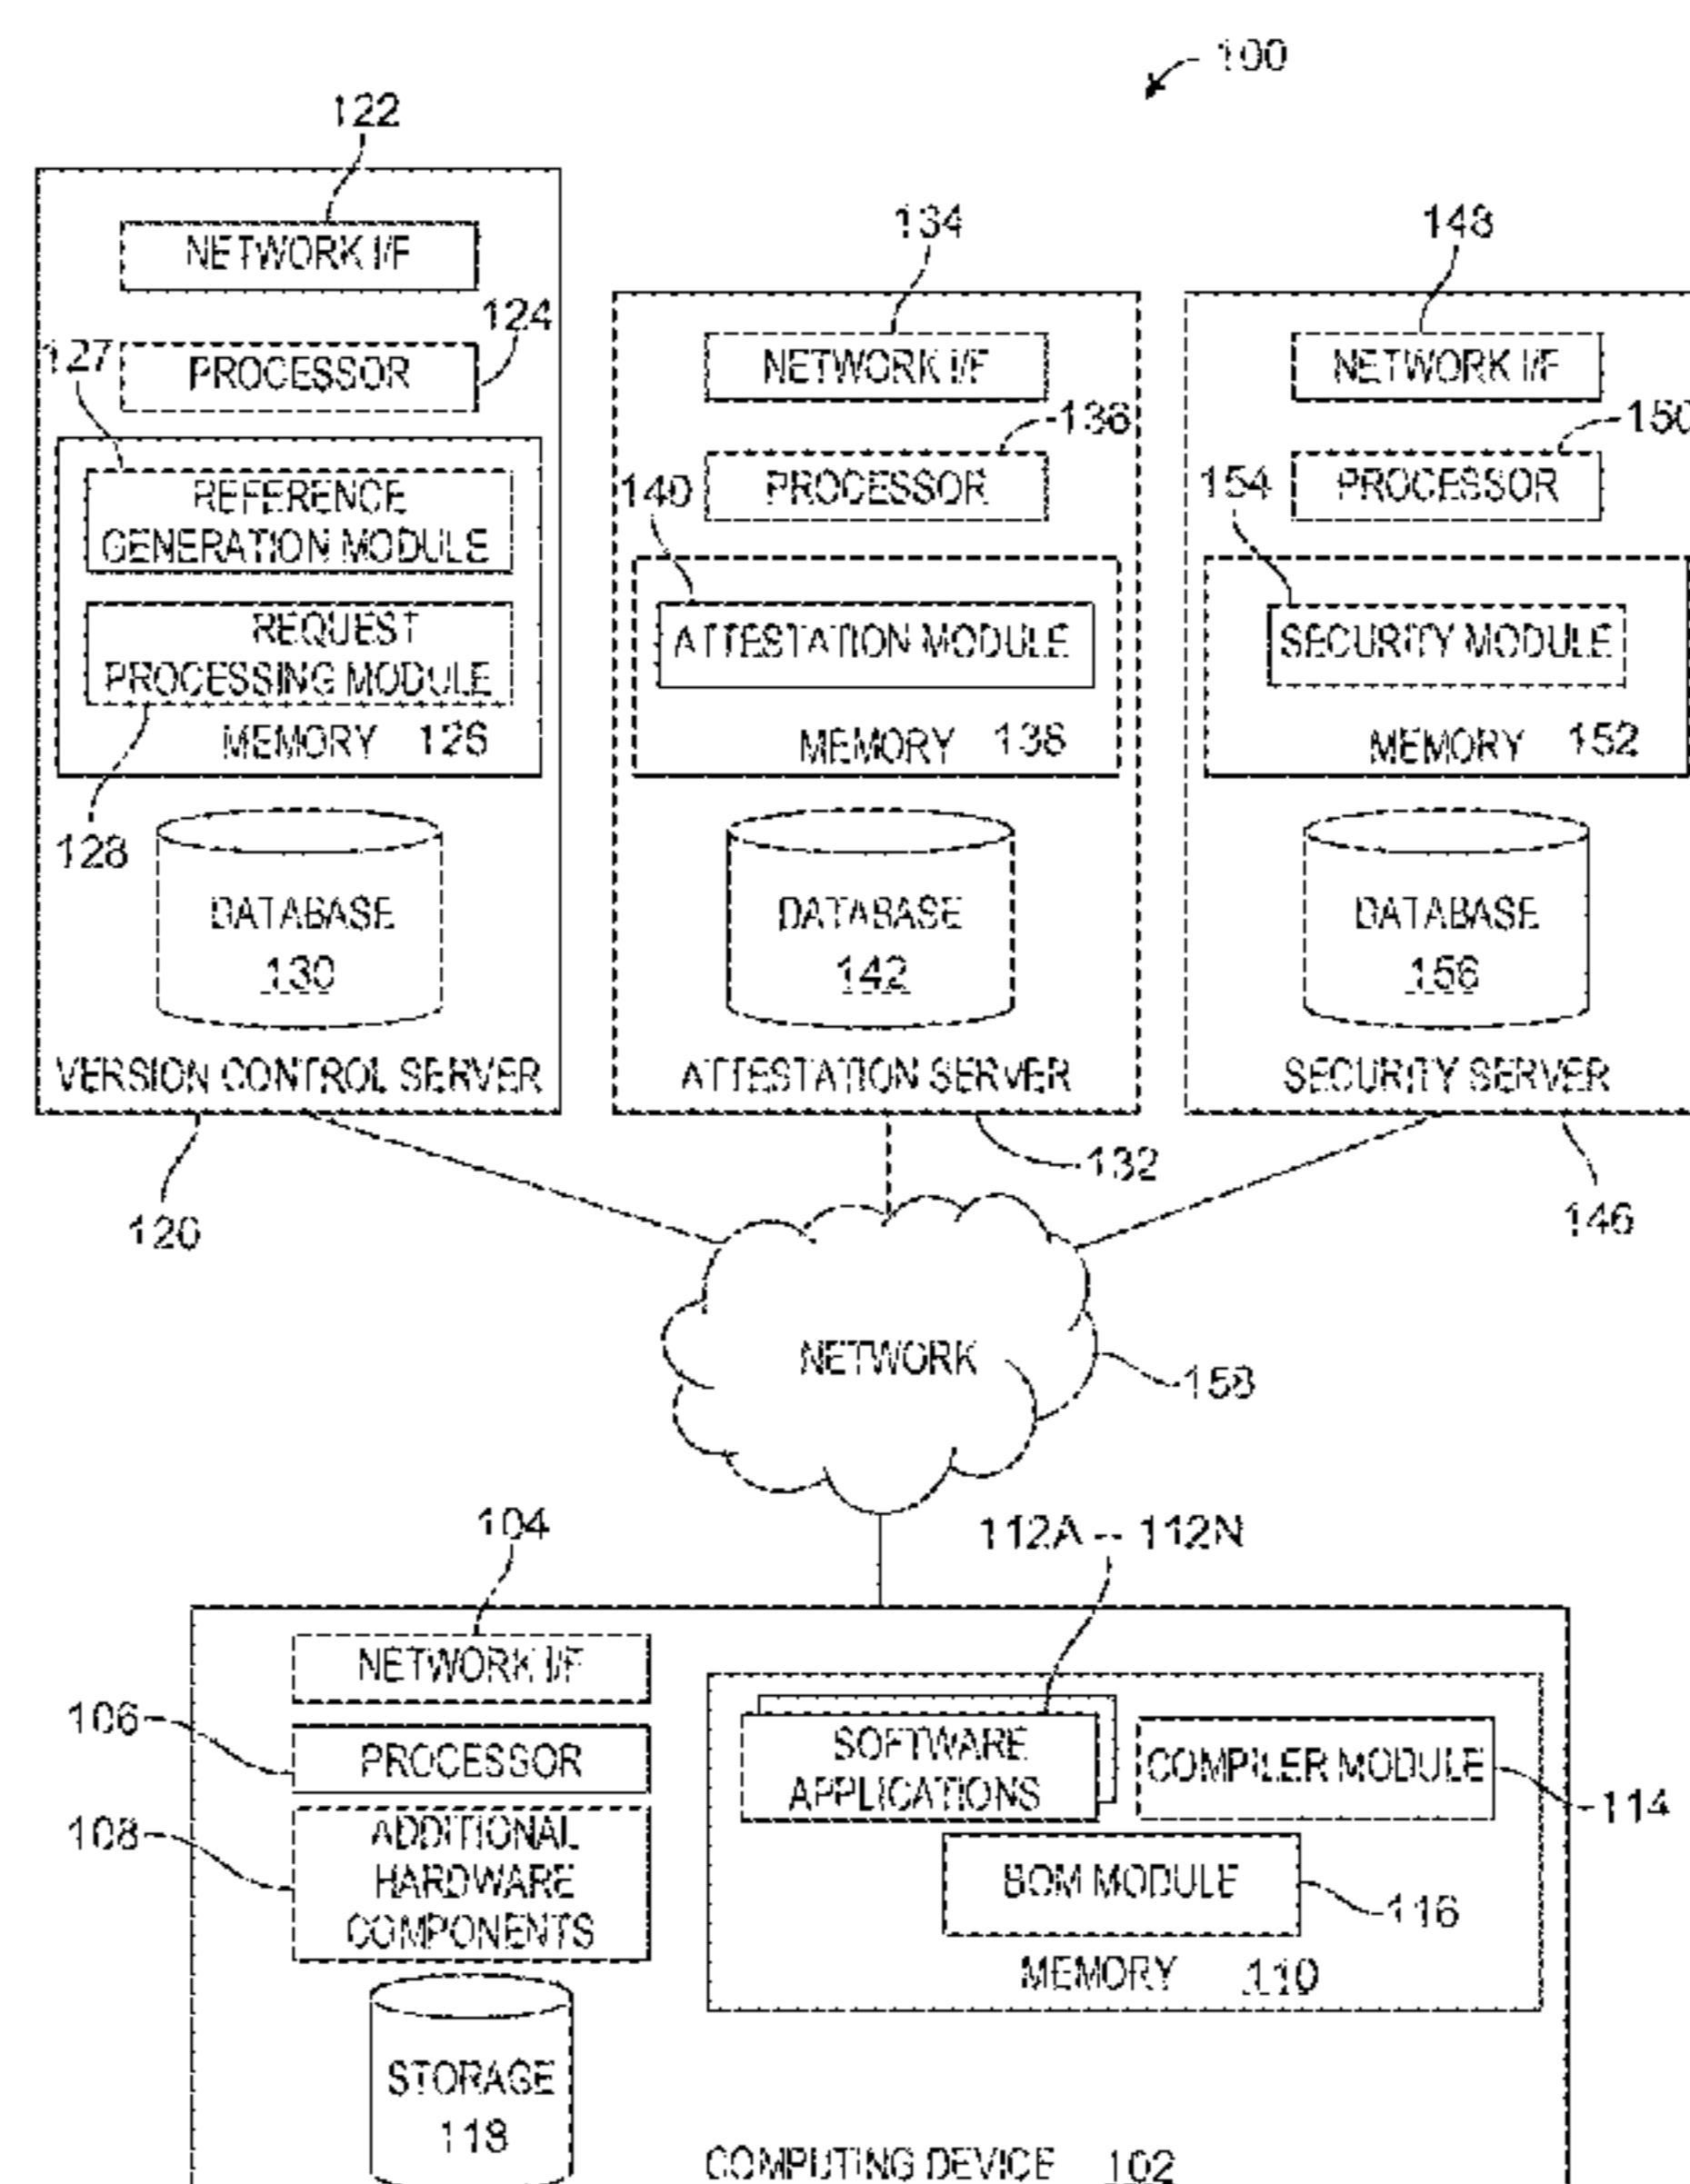 100
122
NETWORK I/F
124
127
PROCESSOR
REFERENCE
GENERATION MODULE
REQUEST
PROCESSING MODULE
MEMORY 126
128
DATABASE
130
VERSION CONTROL SERVER
120
134
NETWORK I/F
136
PROCESSOR
140
ATTESTATION MODULE
MEMORY 138
DATABASE
142
ATTESTATION SERVER
132
148
NETWORK I/F
150
PROCESSOR
154
SECURITY MODULE
MEMORY 152
DATABASE
156
SECURITY SERVER
146
NETWORK
158
104
NETWORK I/F
106
PROCESSOR
108
ADDITIONAL
HARDWARE
COMPONENTS
STORAGE
118
112A -- 112N
SOFTWARE
APPLICATIONS
COMPILER MODULE
114
BOM MODULE
116
MEMORY 110
COMPUTING DEVICE 102